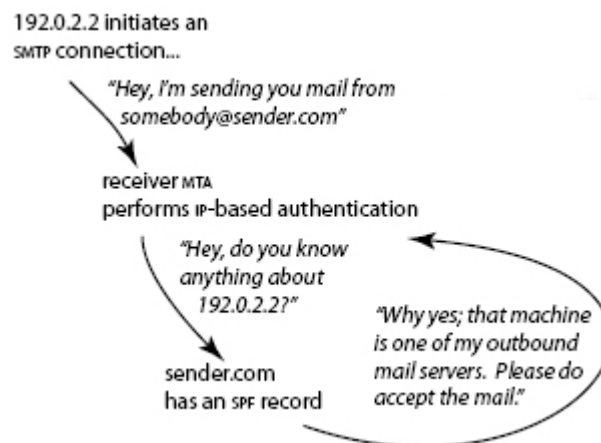 192.0.2.2 initiates an
SMTP connection...
“Hey, I’m sending you mail from
somebody@sender.com”
receiver MTA
performs IP-based authentication
“Hey, do you know
anything about
192.0.2.2?”
“Why yes; that machine
is one of my outbound
mail servers. Please do
accept the mail.”
sender.com
has an SPF record